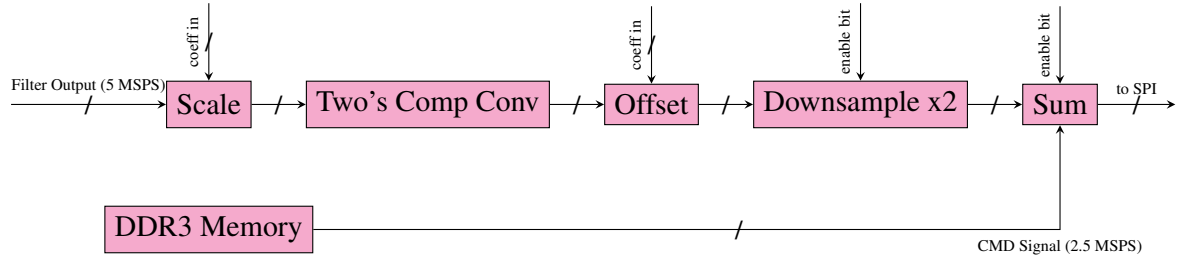 coeff in
coeff in
enable bit
enable bit
Filter Output (5 MSPS)
Scale
Two's Comp Conv
Offset
Downsample x2
Sum
to SPI
DDR3 Memory
CMD Signal (2.5 MSPS)